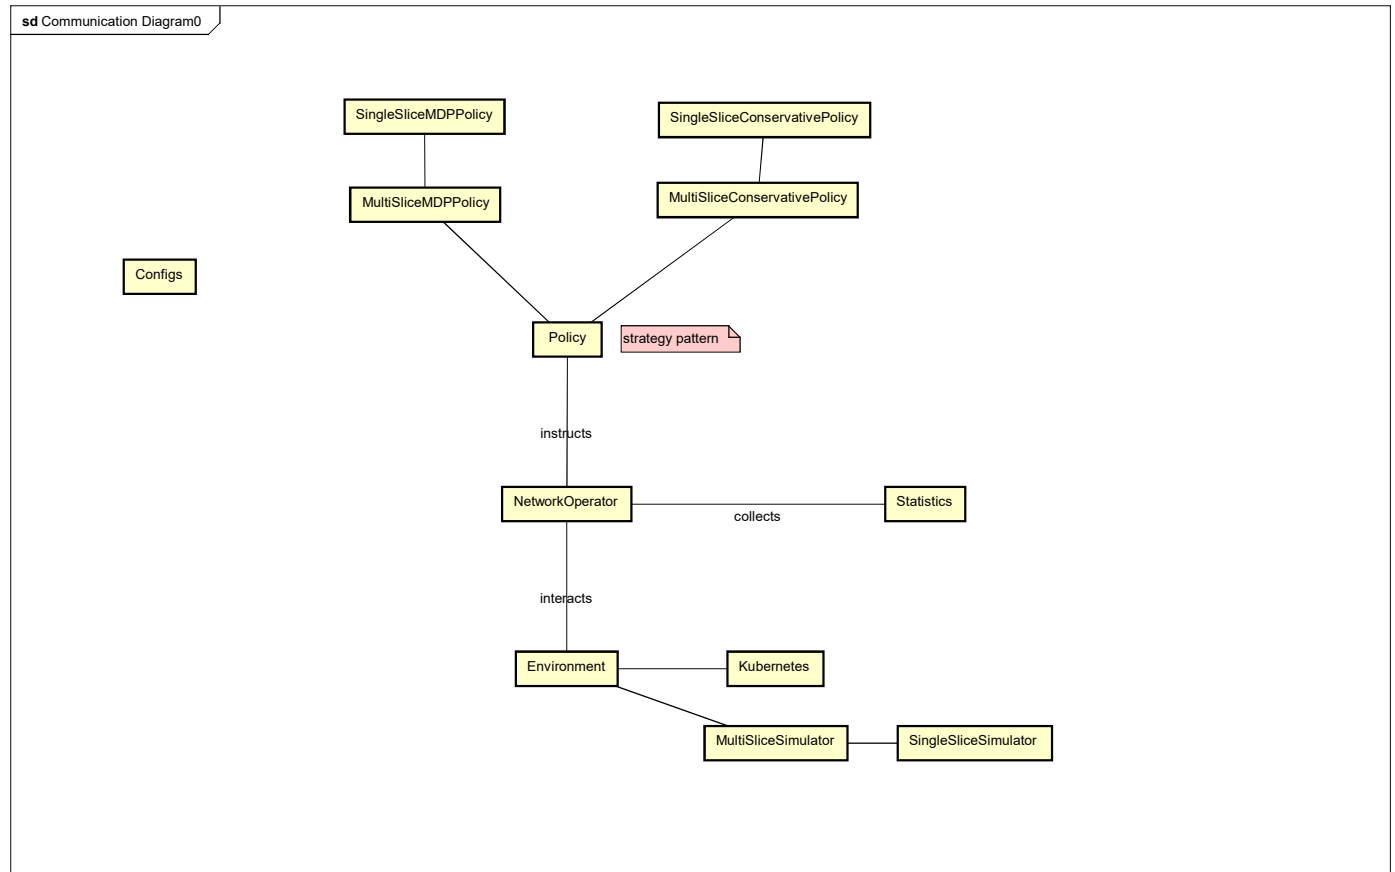 sd Communication Diagram0
SingleSliceMDPPolicy
SingleSliceConservativePolicy
MultiSliceMDPPolicy
MultiSliceConservativePolicy
Configs
Policy
strategy pattern
instructs
NetworkOperator
Statistics
collects
interacts
Environment
Kubernetes
MultiSliceSimulator
SingleSliceSimulator